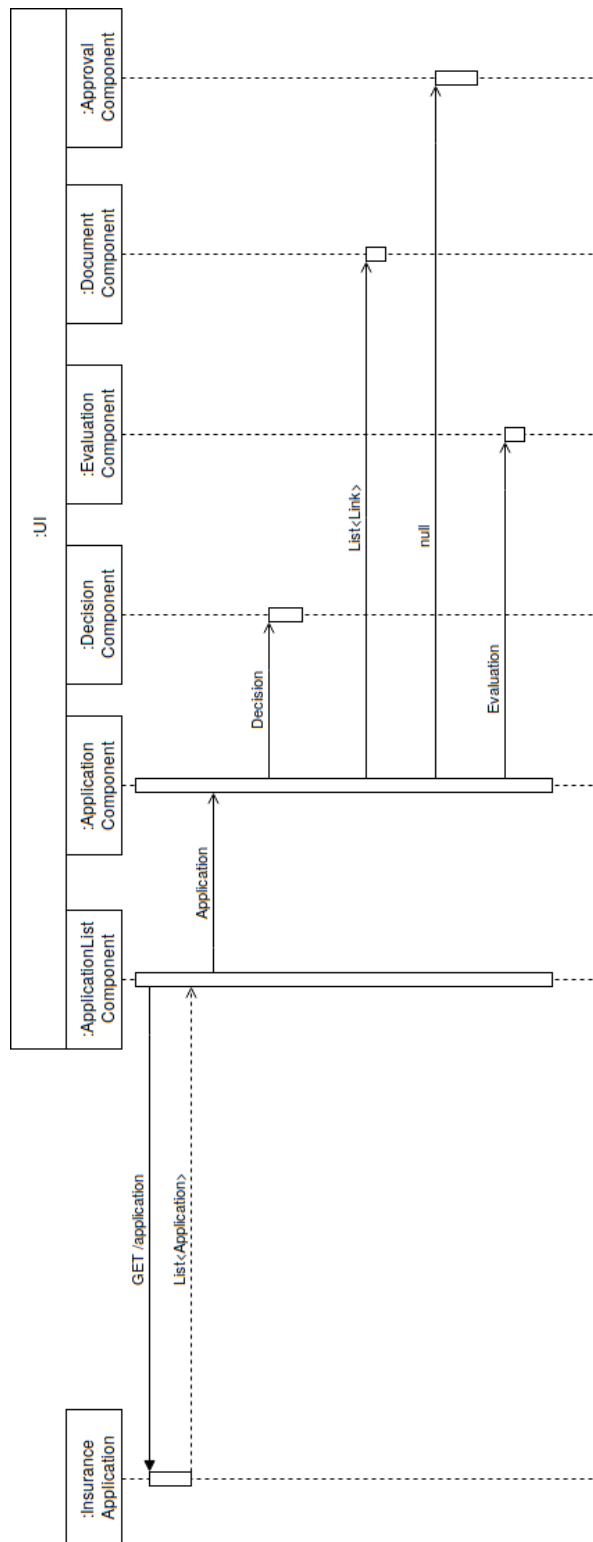 :UI
:Insurance
Application
:ApplicationList
Component
:Application
Component
:Decision
Component
:Evaluation
Component
:Document
Component
:Approval
Component
GET /application
List<Application>
Application
Decision
List<Link>
null
Evaluation